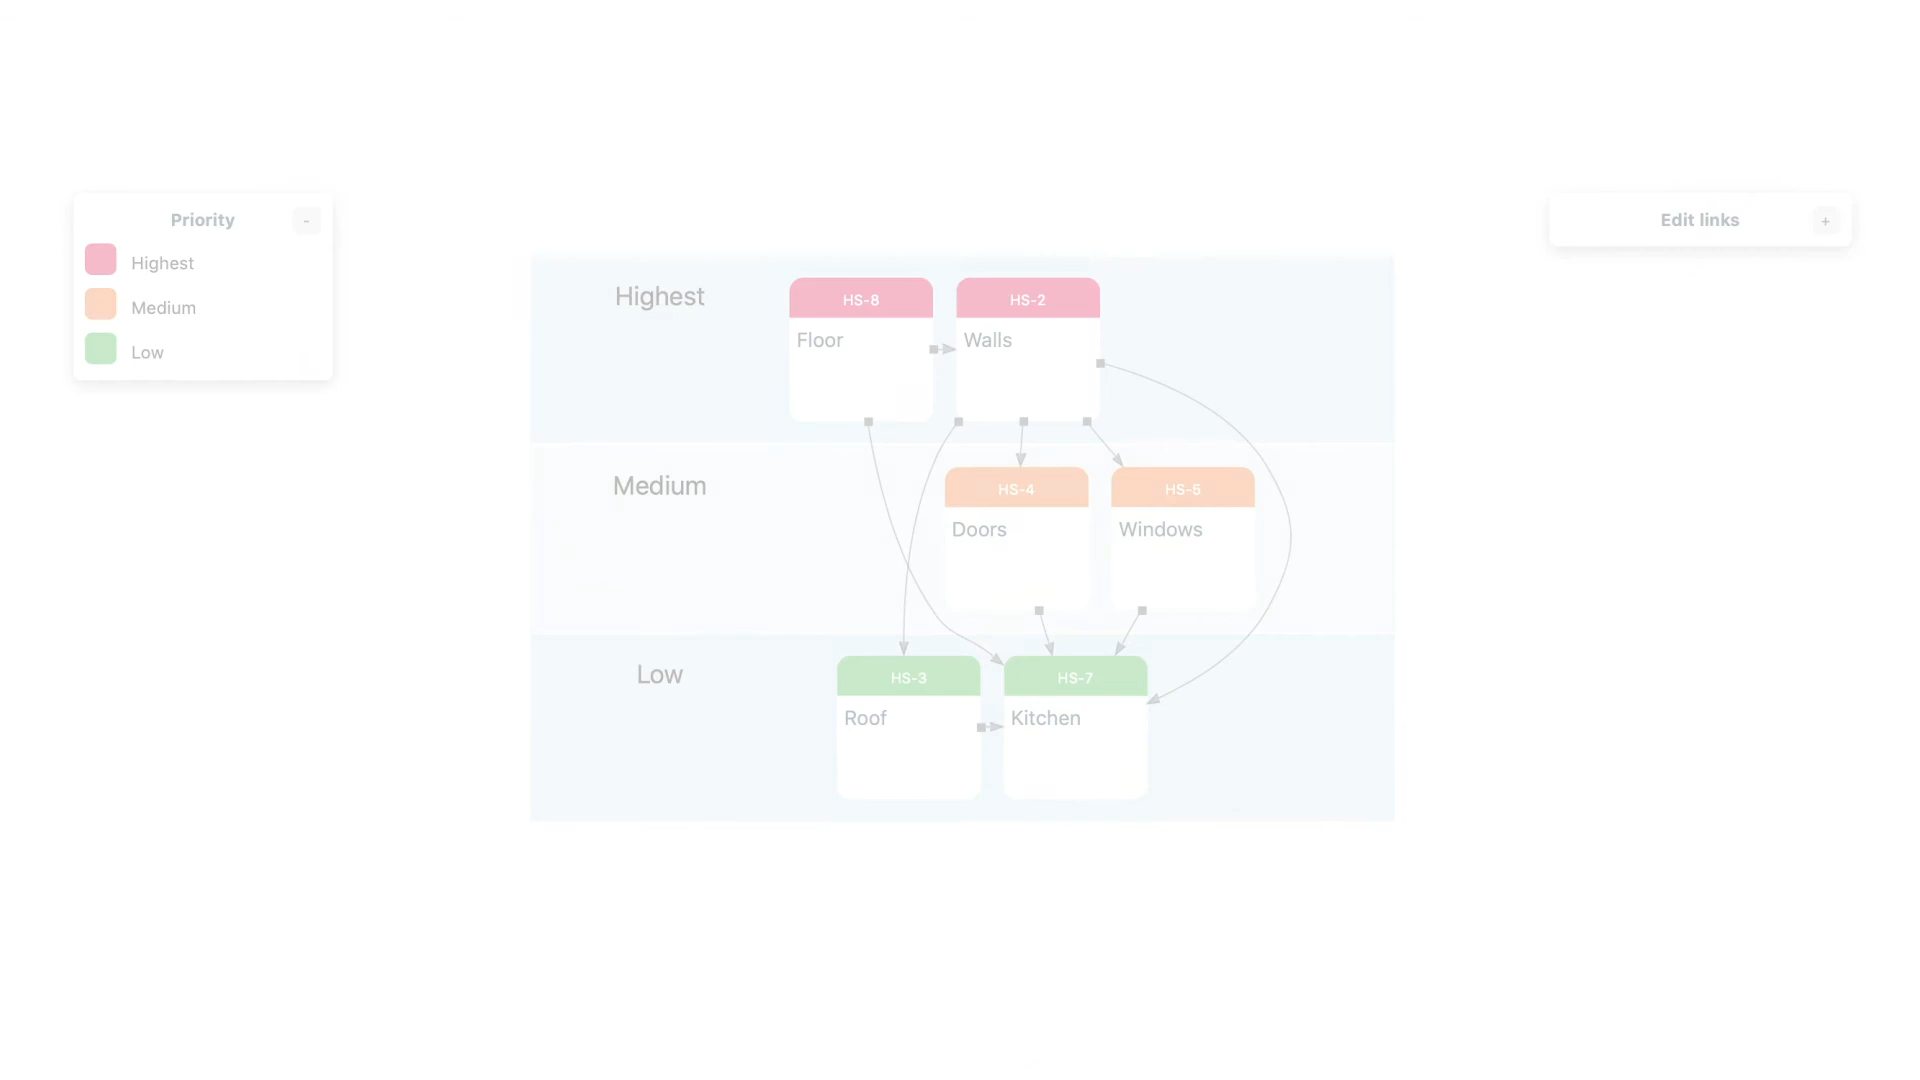 Priority
-
Highest
Medium
Low
Edit links
+
Highest
HS-8
Floor
HS-2
Walls
Medium
HS-4
Doors
HS-5
Windows
Low
HS-3
Roof
HS-7
Kitchen